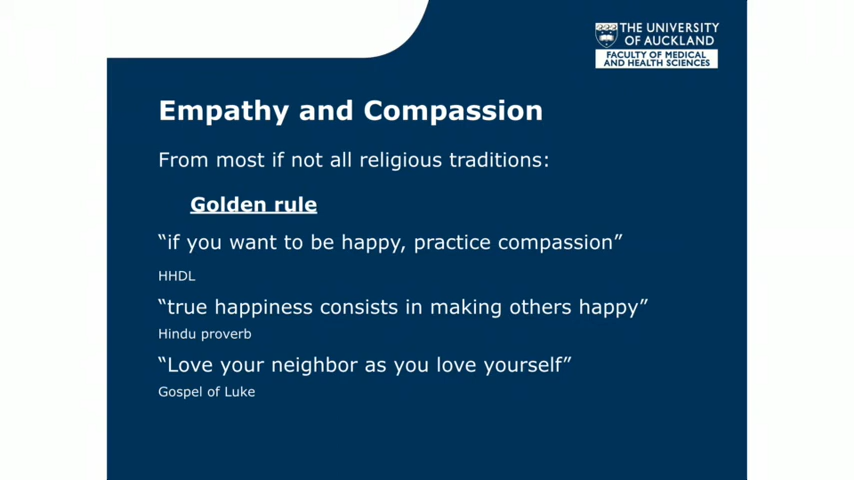 THE UNIVERSITY
OF AUCKLAND
FACULTY OF MEDICAL
AND HEALTH SCIENCES
Empathy and Compassion
From most if not all religious traditions:
Golden rule
“if you want to be happy, practice compassion”
HHDL
“true happiness consists in making others happy”
Hindu proverb
“Love your neighbor as you love yourself”
Gospel of Luke